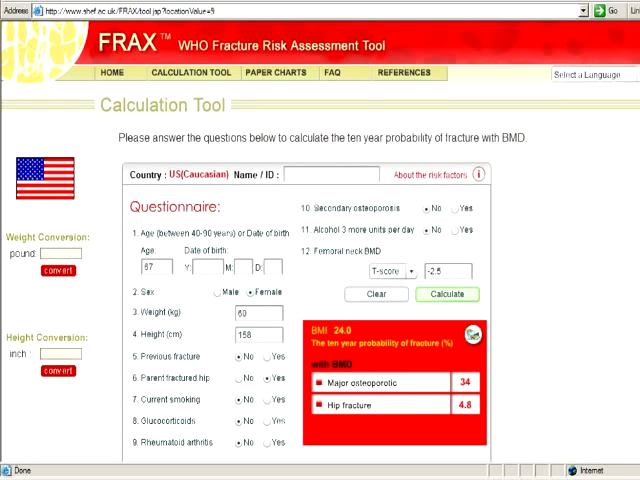 Address http://www.shef.ac.uk/FRAX/tool.jsp?locationValue=9 Go
FRAX™ WHO Fracture Risk Assessment Tool
HOME CALCULATION TOOL PAPER CHARTS FAQ REFERENCES Select a Language
Calculation Tool
Please answer the questions below to calculate the ten year probability of fracture with BMD.
Country : US(Caucasian) Name / ID : About the risk factors i
Weight Conversion:
pound:
convert
Height Conversion:
inch :
convert
Questionnaire:
1. Age (between 40-90 years) or Date of birth
Age: Date of birth:
67 Y: M: D:
2. Sex Male Female
3. Weight (kg) 60
4. Height (cm) 158
5. Previous fracture No Yes
6. Parent fractured hip No Yes
7. Current smoking No Yes
8. Glucocorticoids No Yes
9. Rheumatoid arthritis No Yes
10. Secondary osteoporosis No Yes
11. Alcohol 3 more units per day No Yes
12. Femoral neck BMD
T-score -2.5
Clear Calculate
BMI 24.0
The ten year probability of fracture (%)
with BMD
Major osteoporotic 34
Hip fracture 4.8
Done Internet